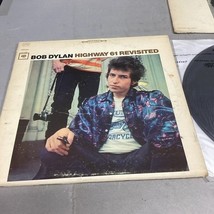 BOB DYLAN HIGHWAY 61 REVISITED